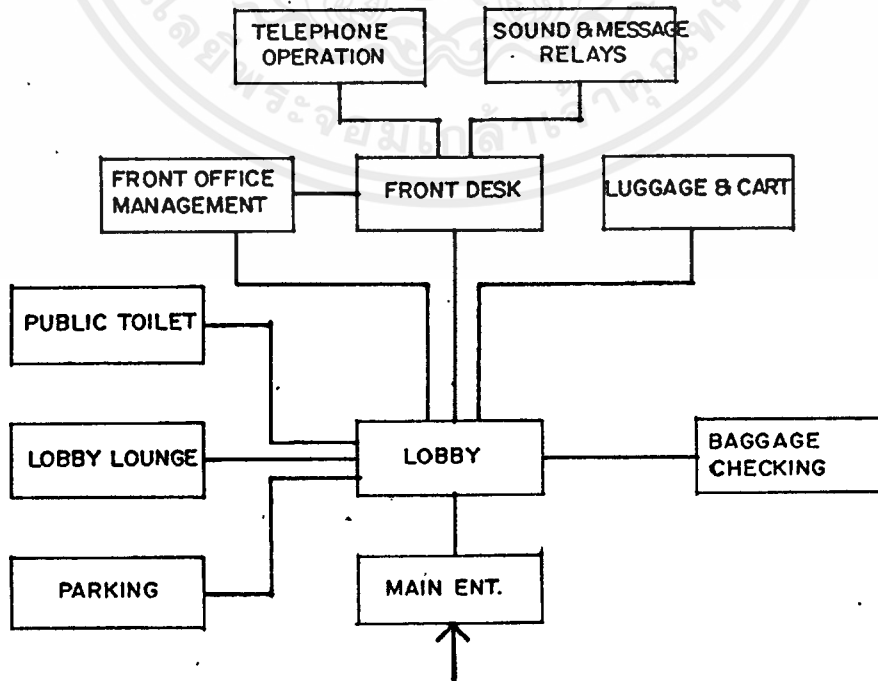 TELEPHONE
OPERATION
SOUND & MESSAGE
RELAYS
FRONT OFFICE
MANAGEMENT
FRONT DESK
LUGGAGE & CART
PUBLIC TOILET
LOBBY LOUNGE
LOBBY
BAGGAGE
CHECKING
PARKING
MAIN ENT.